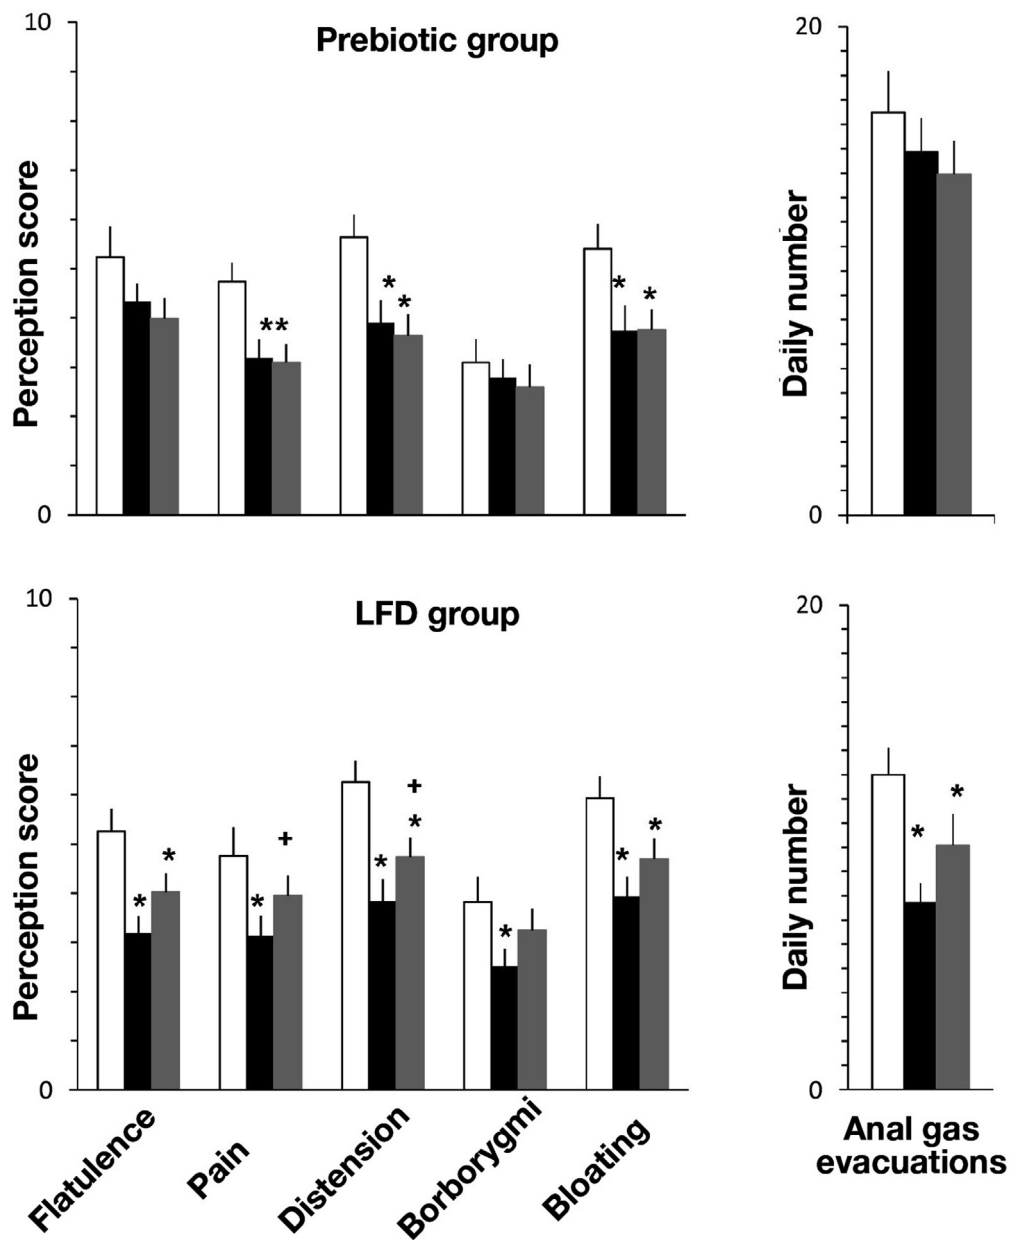 10
Prebiotic group
Perception score
* *
*
*
* *
0
20
Daily number
0
10
LFD group
Perception score
* *
* +
* * +
*
* *
0
20
Daily number
* *
0
Flatulence
Pain
Distension
Borborygmi
Bloating
Anal gas
evacuations